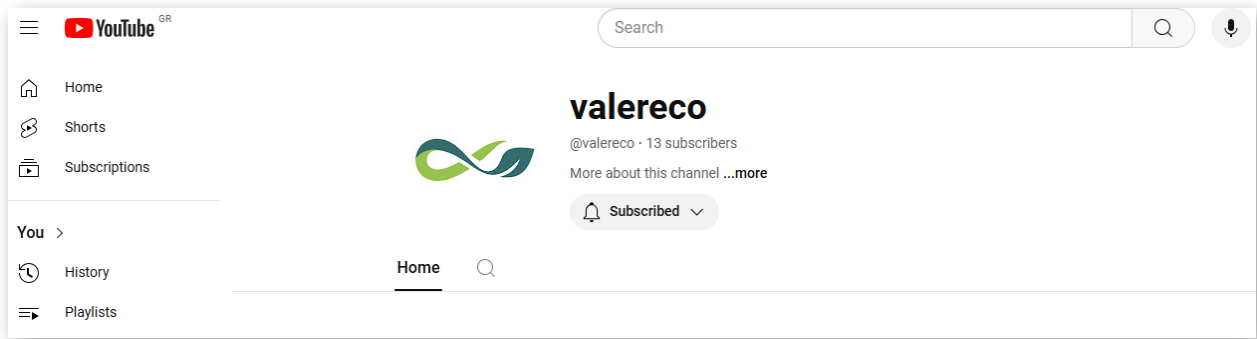 YouTube GR
Search
Home
Shorts
Subscriptions
You
History
Playlists
valereco
@valereco · 13 subscribers
More about this channel ...more
Subscribed
Home